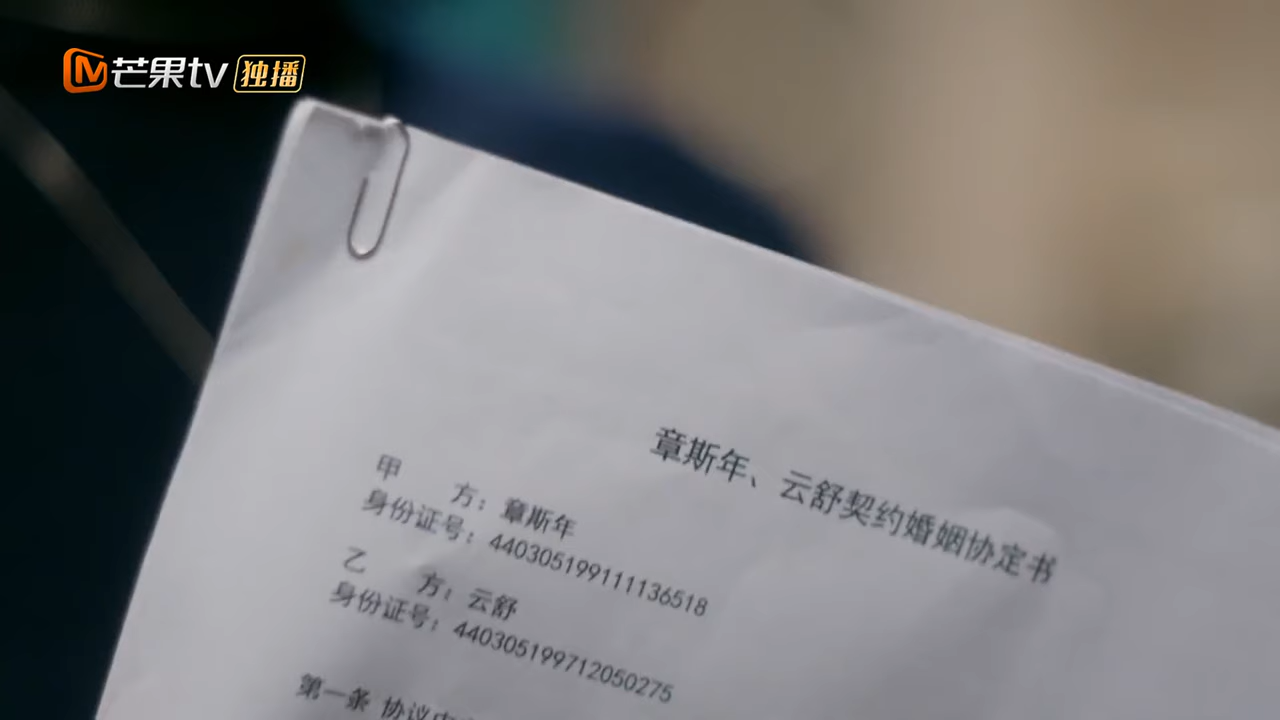 芒果tv 独播
章斯年、云舒契约婚姻协定书
甲 方：章斯年
身份证号：440305199111136518
乙 方：云舒
身份证号：440305199712050275
第一条 协议